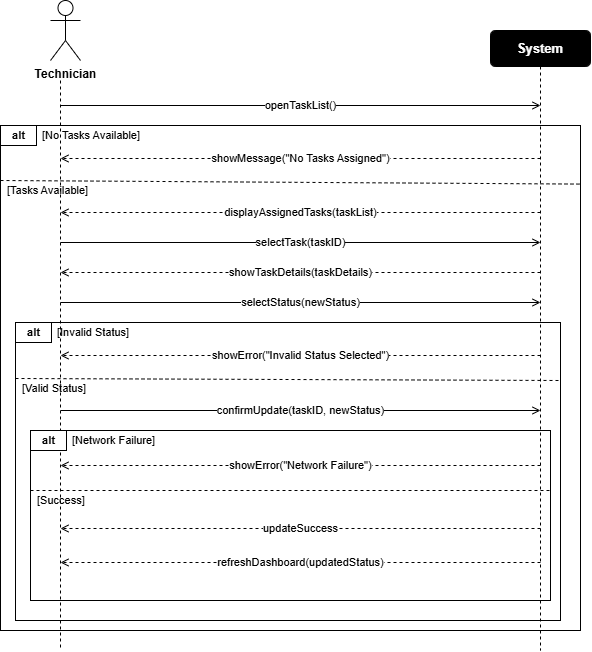 Technician
System
openTaskList()
alt [No Tasks Available]
showMessage("No Tasks Assigned")
[Tasks Available]
displayAssignedTasks(taskList)
selectTask(taskID)
showTaskDetails(taskDetails)
selectStatus(newStatus)
alt [Invalid Status]
showError("Invalid Status Selected")
[Valid Status]
confirmUpdate(taskID, newStatus)
alt [Network Failure]
showError("Network Failure")
[Success]
updateSuccess
refreshDashboard(updatedStatus)